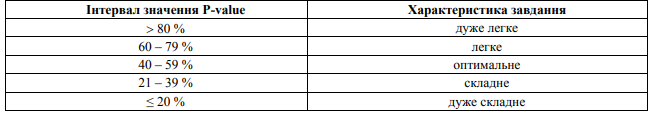 Інтервал значення P-value Характеристика завдання
> 80 % дуже легке
60 – 79 % легке
40 – 59 % оптимальне
21 – 39 % складне
≤ 20 % дуже складне